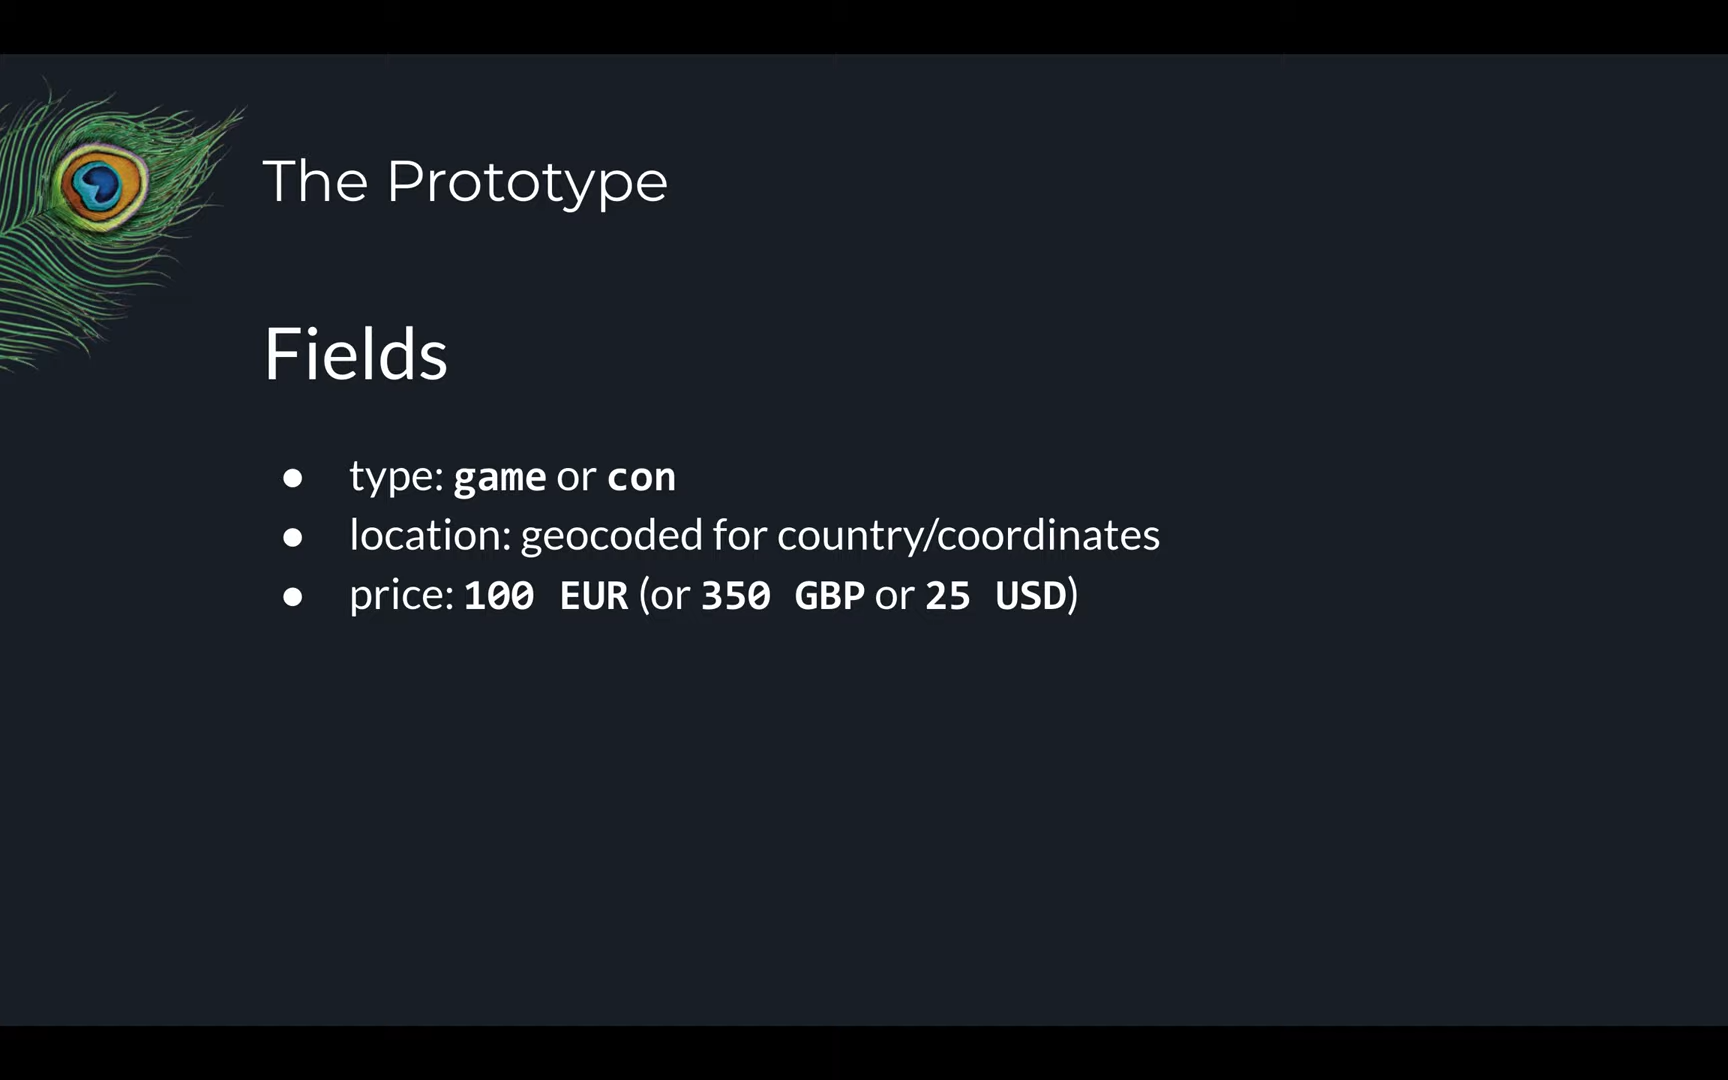 The Prototype
Fields
● type: game or con
● location: geocoded for country/coordinates
● price: 100 EUR (or 350 GBP or 25 USD)